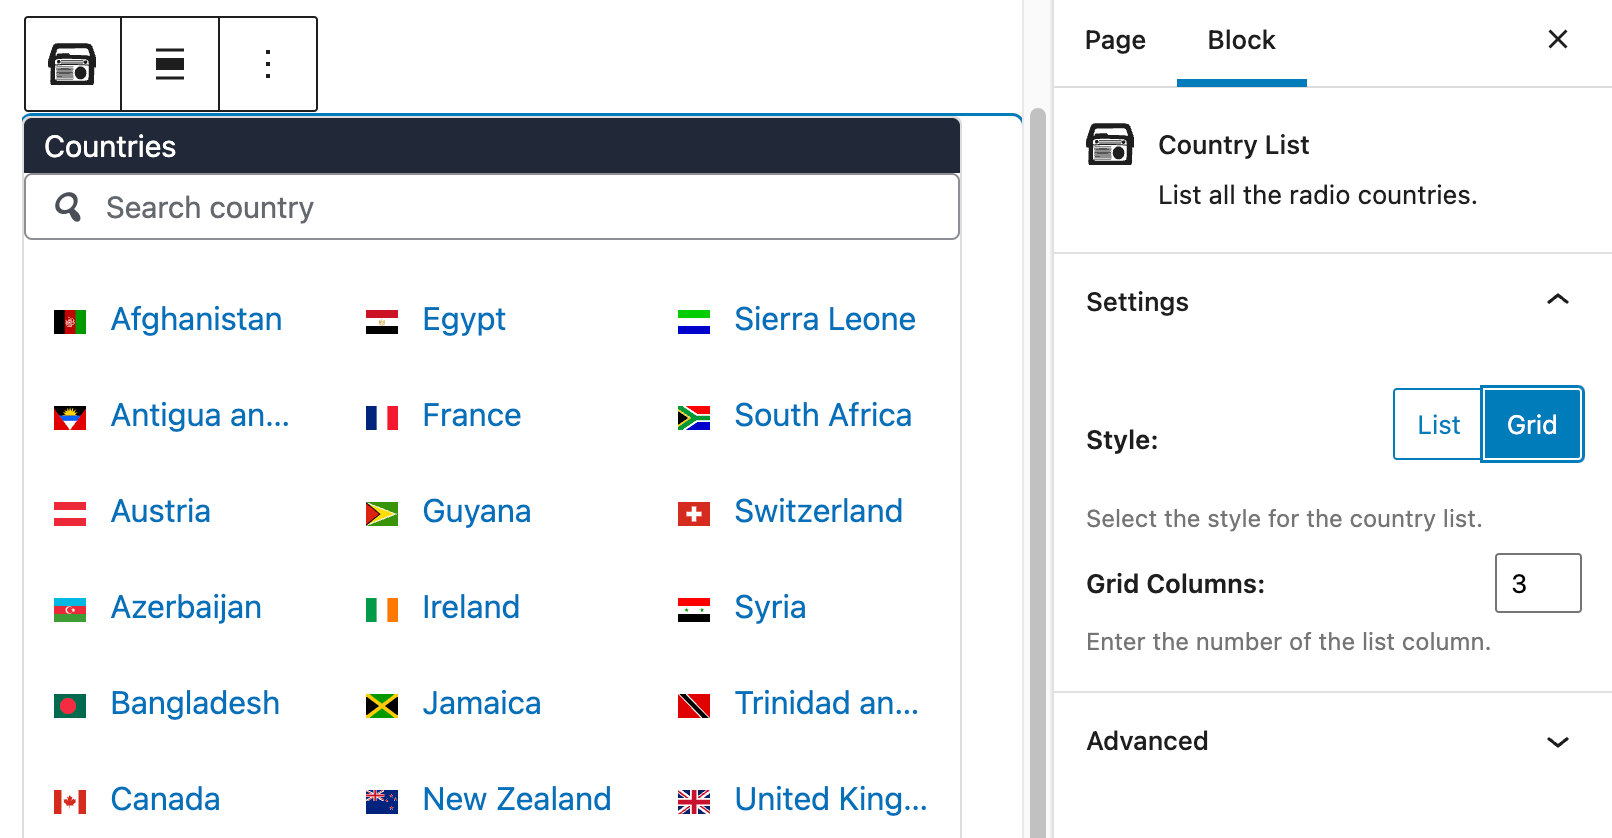 Countries
Search country
Afghanistan
Egypt
Sierra Leone
Antigua an...
France
South Africa
Austria
Guyana
Switzerland
Azerbaijan
Ireland
Syria
Bangladesh
Jamaica
Trinidad an...
Canada
New Zealand
United King...
Page
Block
Country List
List all the radio countries.
Settings
Style:
List
Grid
Select the style for the country list.
Grid Columns:
3
Enter the number of the list column.
Advanced